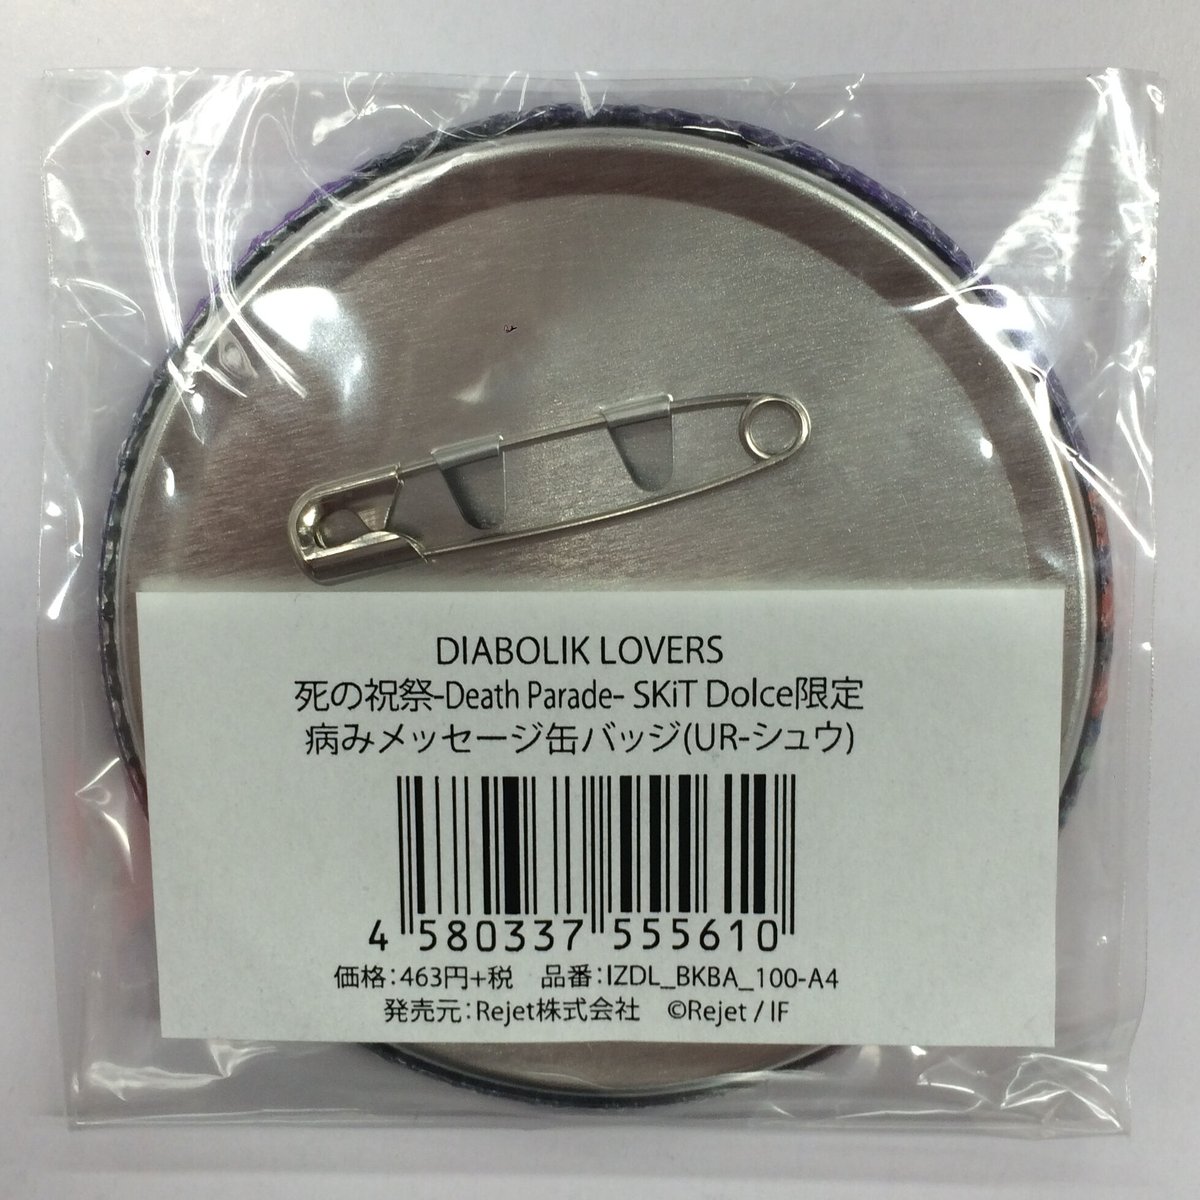 DIABOLIK LOVERS
死の祝祭-Death Parade- SKiT Dolce限定
病みメッセージ缶バッジ(UR-シュウ)
4 580337 555610
価格:463円+税 品番:IZDL_BKBA_100-A4
発売元:Rejet株式会社 ©Rejet / IF